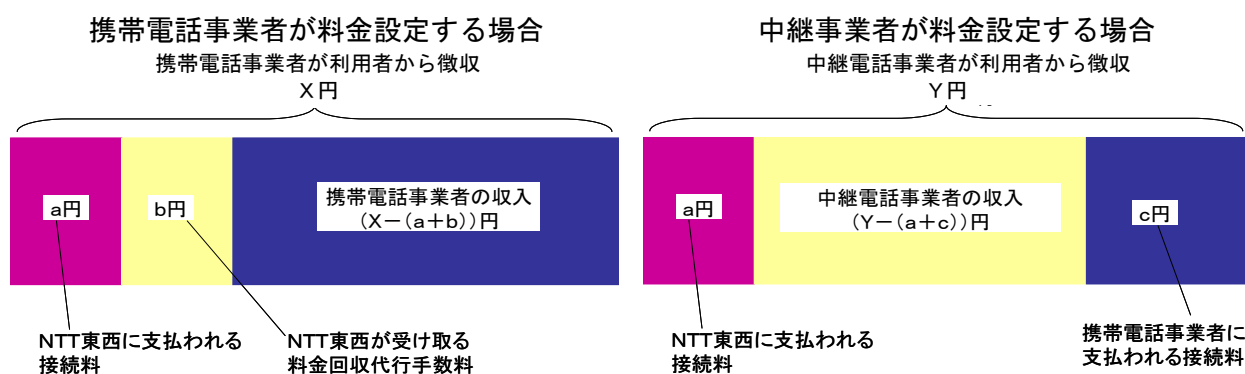 携帯電話事業者が料金設定する場合
携帯電話事業者が利用者から徴収
X円
a円
b円
携帯電話事業者の収入
(X－(a＋b))円
NTT東西に支払われる
接続料
NTT東西が受け取る
料金回収代行手数料
中継事業者が料金設定する場合
中継電話事業者が利用者から徴収
Y円
a円
中継電話事業者の収入
(Y－(a＋c))円
c円
NTT東西に支払われる
接続料
携帯電話事業者に
支払われる接続料